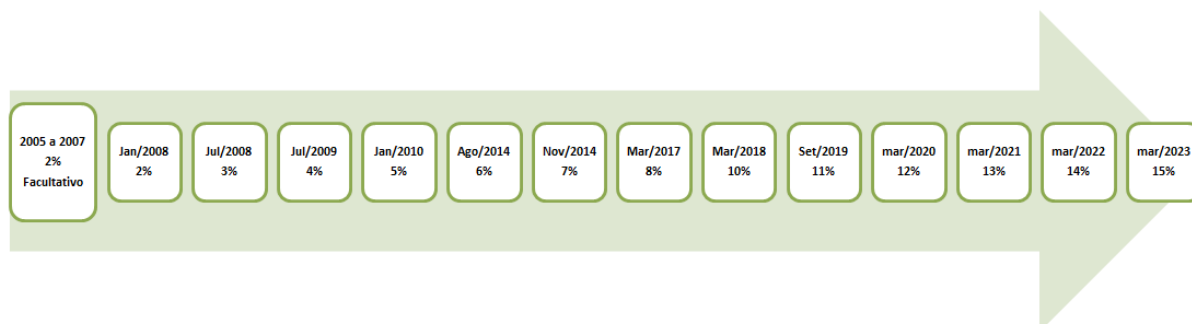 2005 a 2007
2%
Facultativo
Jan/2008
2%
Jul/2008
3%
Jul/2009
4%
Jan/2010
5%
Ago/2014
6%
Nov/2014
7%
Mar/2017
8%
Mar/2018
10%
Set/2019
11%
mar/2020
12%
mar/2021
13%
mar/2022
14%
mar/2023
15%